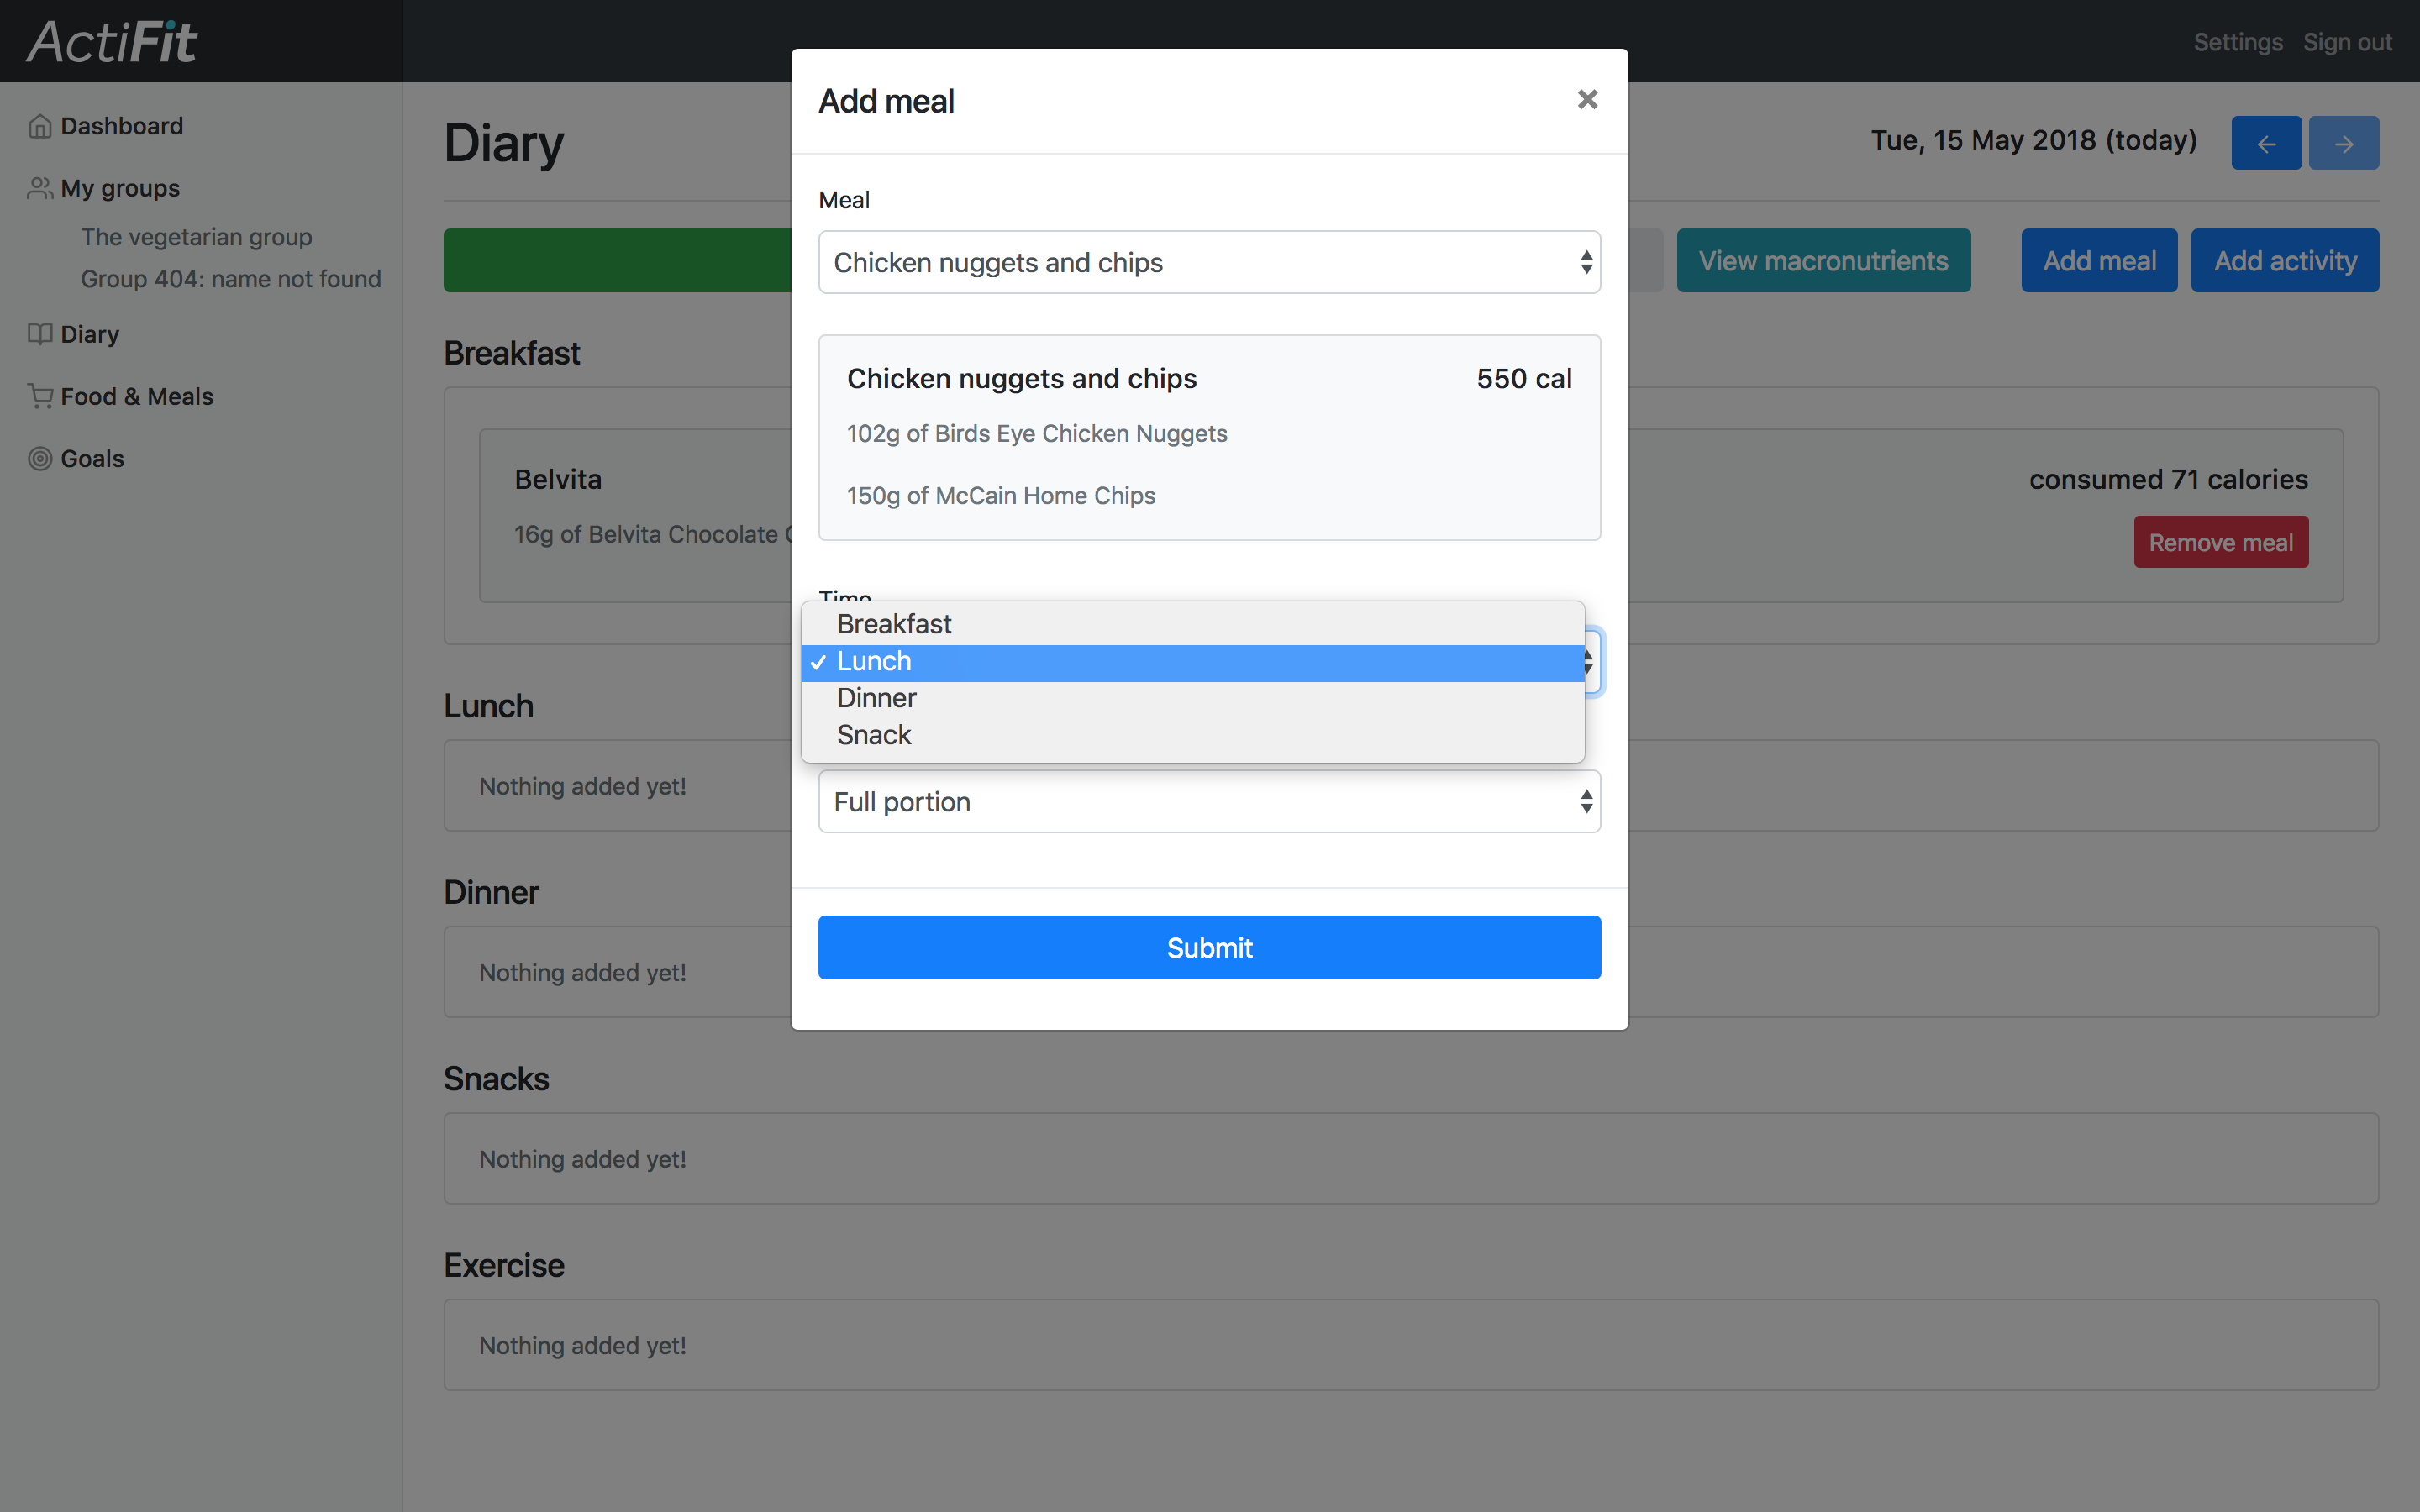 ActiFit
Settings Sign out
Dashboard
My groups
The vegetarian group
Group 404: name not found
Diary
Food & Meals
Goals
Diary
Tue, 15 May 2018 (today)
View macronutrients
Add meal
Add activity
Breakfast
Belvita
16g of Belvita Chocolate
consumed 71 calories
Remove meal
Lunch
Nothing added yet!
Dinner
Nothing added yet!
Snacks
Nothing added yet!
Exercise
Nothing added yet!
Add meal
Meal
Chicken nuggets and chips
Chicken nuggets and chips 550 cal
102g of Birds Eye Chicken Nuggets
150g of McCain Home Chips
Time
Breakfast
✓ Lunch
Dinner
Snack
Full portion
Submit